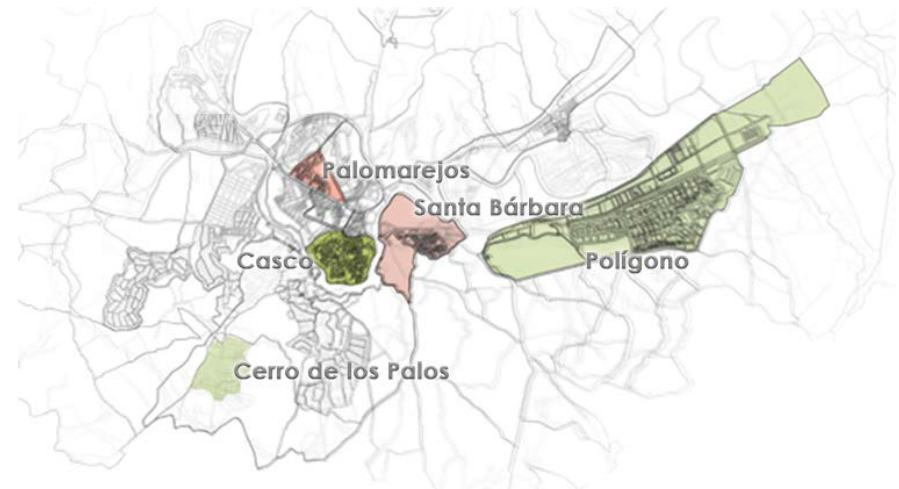 Palomarejos
Santa Bárbara
Casco
Polígono
Cerro de los Palos